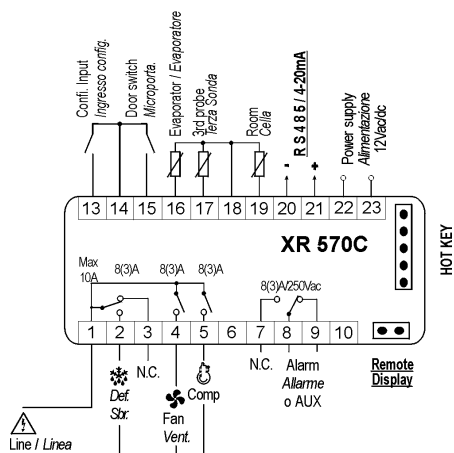 Confi. Input
Ingresso config.
Door switch
Microporta.
Evaporator / Evaporatore
3rd probe
Terza Sonda
Room
Cella
RS485 / 4-20mA
- +
Power supply
Alimentazione
12Vac/dc
13 14 15 16 17 18 19 20 21 22 23
XR 570C
HOT KEY
Max
10A
8(3)A 8(3)A 8(3)A
8(3)A/250Vac
1 2 3 4 5 6 7 8 9 10
N.C.
Def.
Sbr.
Fan
Vent.
Comp
N.C.
Alarm
Allarme
o AUX
Remote
Display
Line / Linea